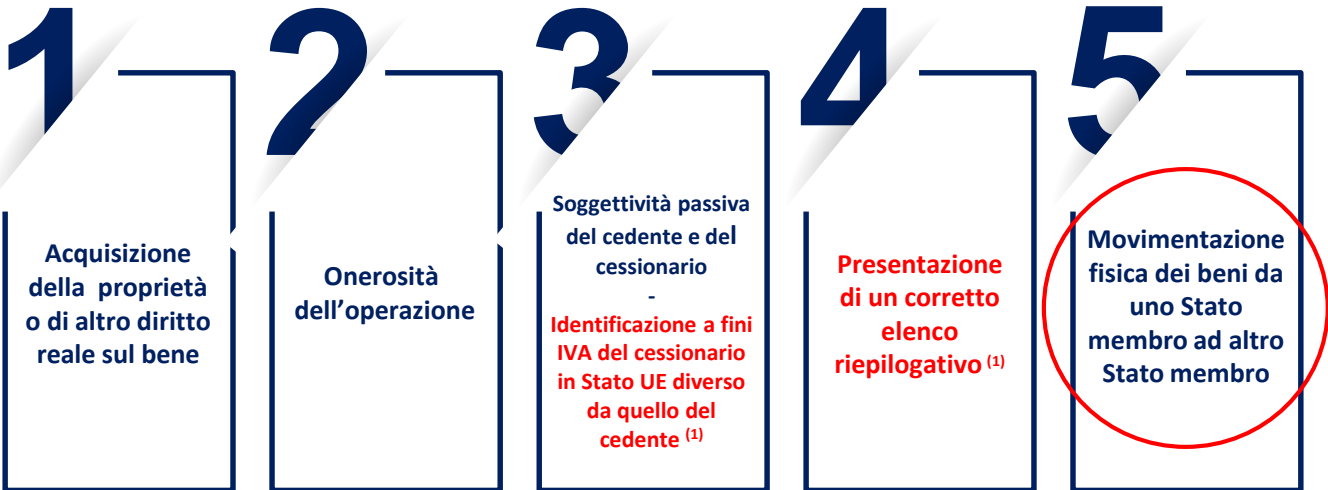 1
Acquisizione
della proprietà
o di altro diritto
reale sul bene
2
Onerosità
dell'operazione
3
Soggettività passiva
del cedente e del
cessionario
-
Identificazione a fini
IVA del cessionario
in Stato UE diverso
da quello del
cedente (1)
4
Presentazione
di un corretto
elenco
riepilogativo (1)
5
Movimentazione
fisica dei beni da
uno Stato
membro ad altro
Stato membro